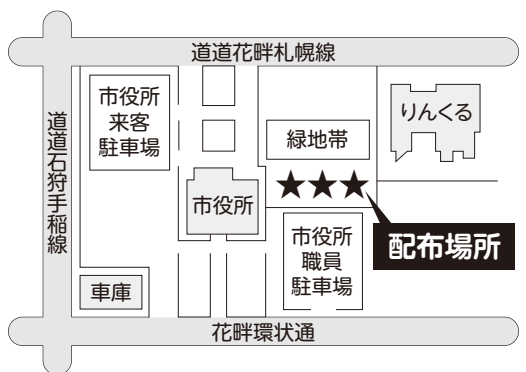 道道花畔札幌線
道道石狩手稲線
市役所
来客
駐車場
りんくる
緑地帯
★★★
市役所
配布場所
市役所
職員
駐車場
車庫
花畔環状通